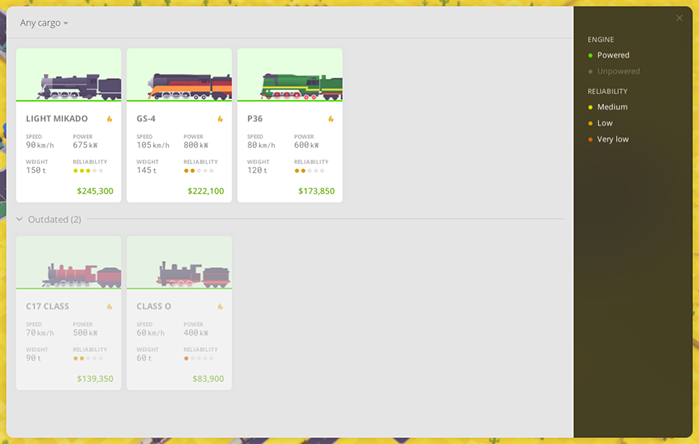 Any cargo
LIGHT MIKADO
SPEED POWER
90 km/h 675 kW
WEIGHT RELIABILITY
150 t
$245,300
GS-4
SPEED POWER
105 km/h 800 kW
WEIGHT RELIABILITY
145 t
$222,100
P36
SPEED POWER
80 km/h 600 kW
WEIGHT RELIABILITY
120 t
$173,850
Outdated (2)
C17 CLASS
SPEED POWER
70 km/h 500 kW
WEIGHT RELIABILITY
90 t
$139,350
CLASS O
SPEED POWER
60 km/h 400 kW
WEIGHT RELIABILITY
60 t
$83,900
ENGINE
Powered
Unpowered
RELIABILITY
Medium
Low
Very low